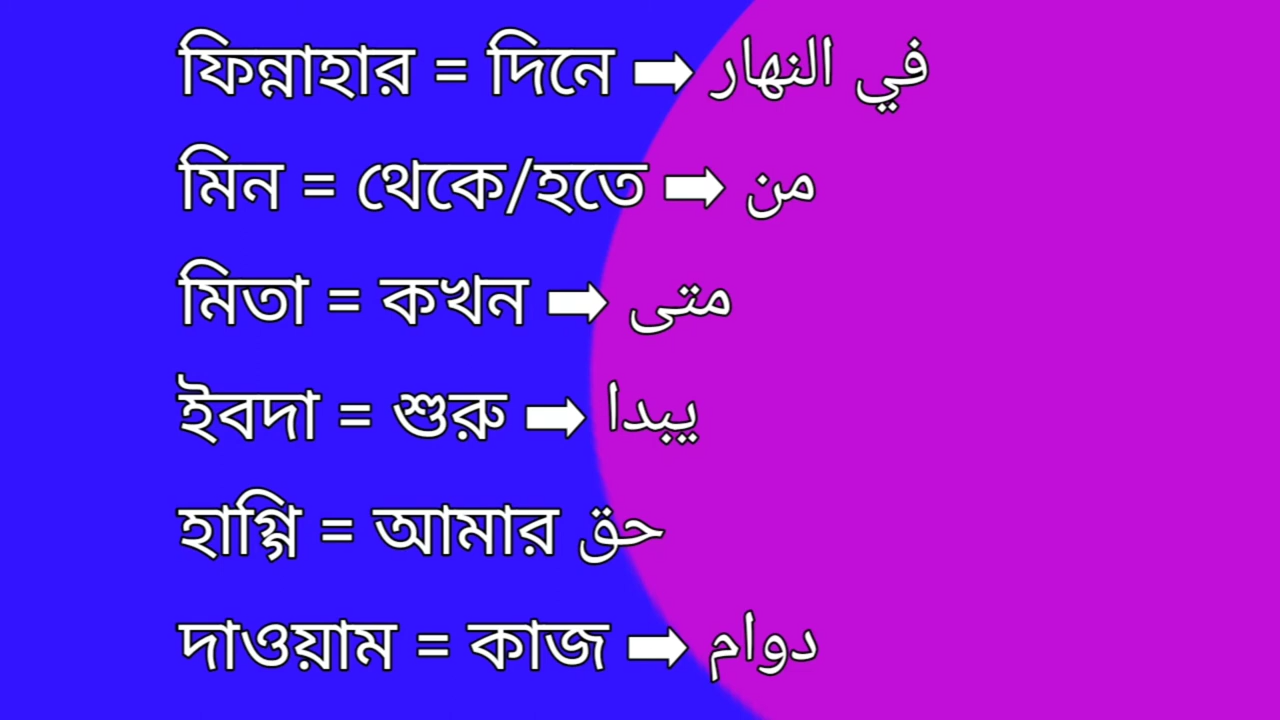 ফিন্নাহার = দিনে ➡ في النهار
মিন = থেকে/হতে ➡ من
মিতা = কখন ➡ متى
ইবদা = শুরু ➡ يبدا
হাগ্গি = আমার حق
দাওয়াম = কাজ ➡ دوام